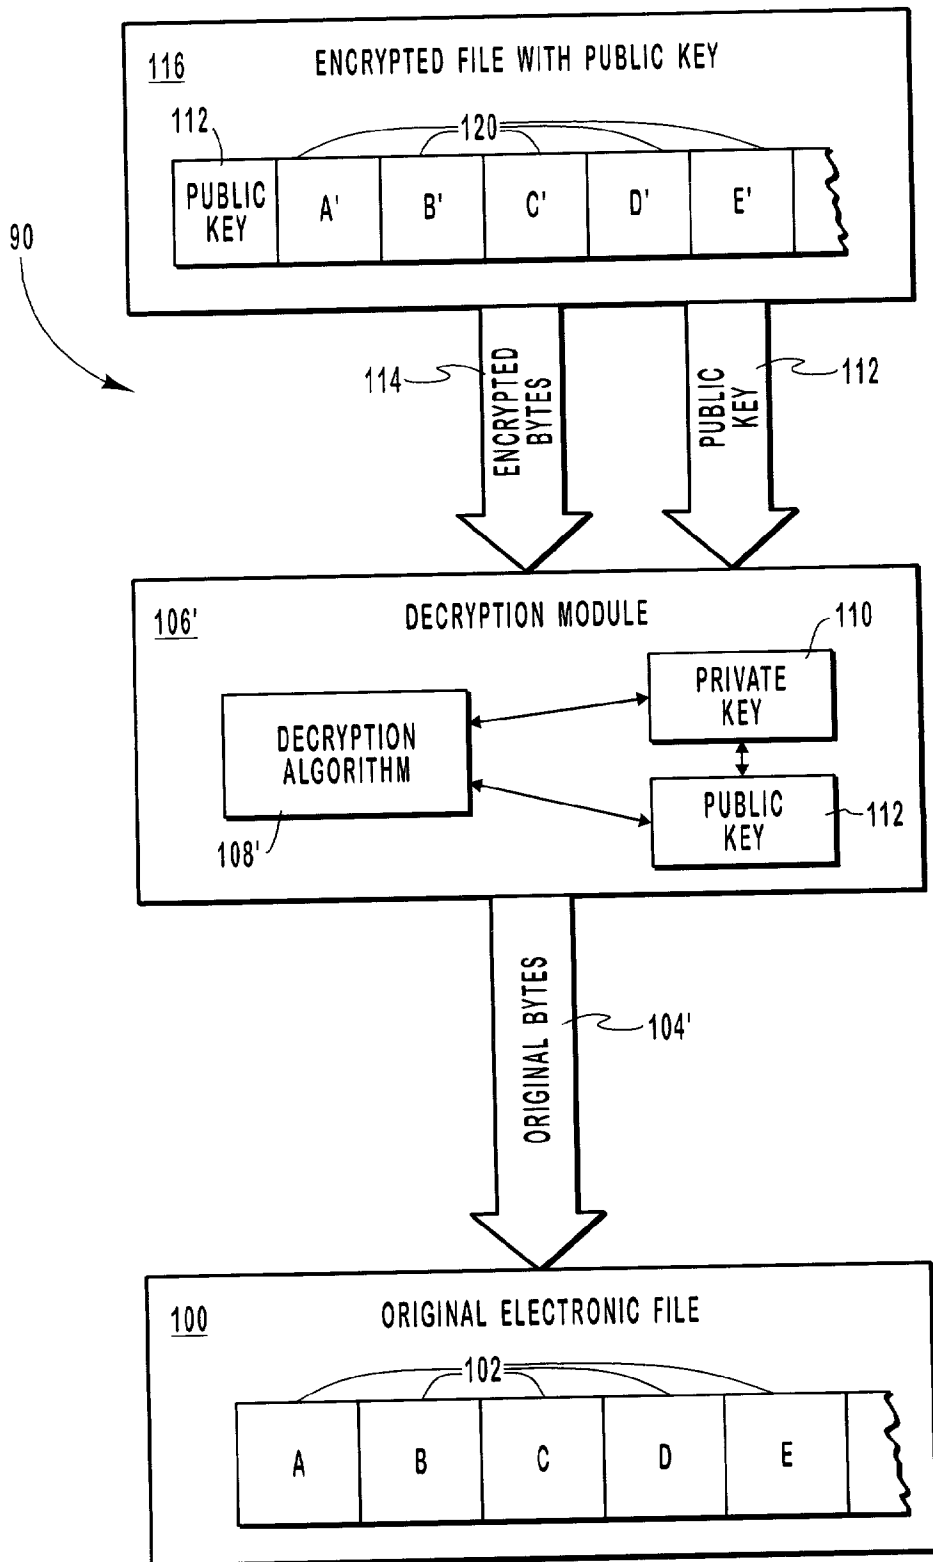 116
ENCRYPTED FILE WITH PUBLIC KEY
112
120
PUBLIC
KEY
A'
B'
C'
D'
E'
90
114
ENCRYPTED
BYTES
PUBLIC
KEY
112
106'
DECRYPTION MODULE
110
PRIVATE
KEY
DECRYPTION
ALGORITHM
PUBLIC
KEY
112
108'
ORIGINAL BYTES
104'
100
ORIGINAL ELECTRONIC FILE
102
A
B
C
D
E